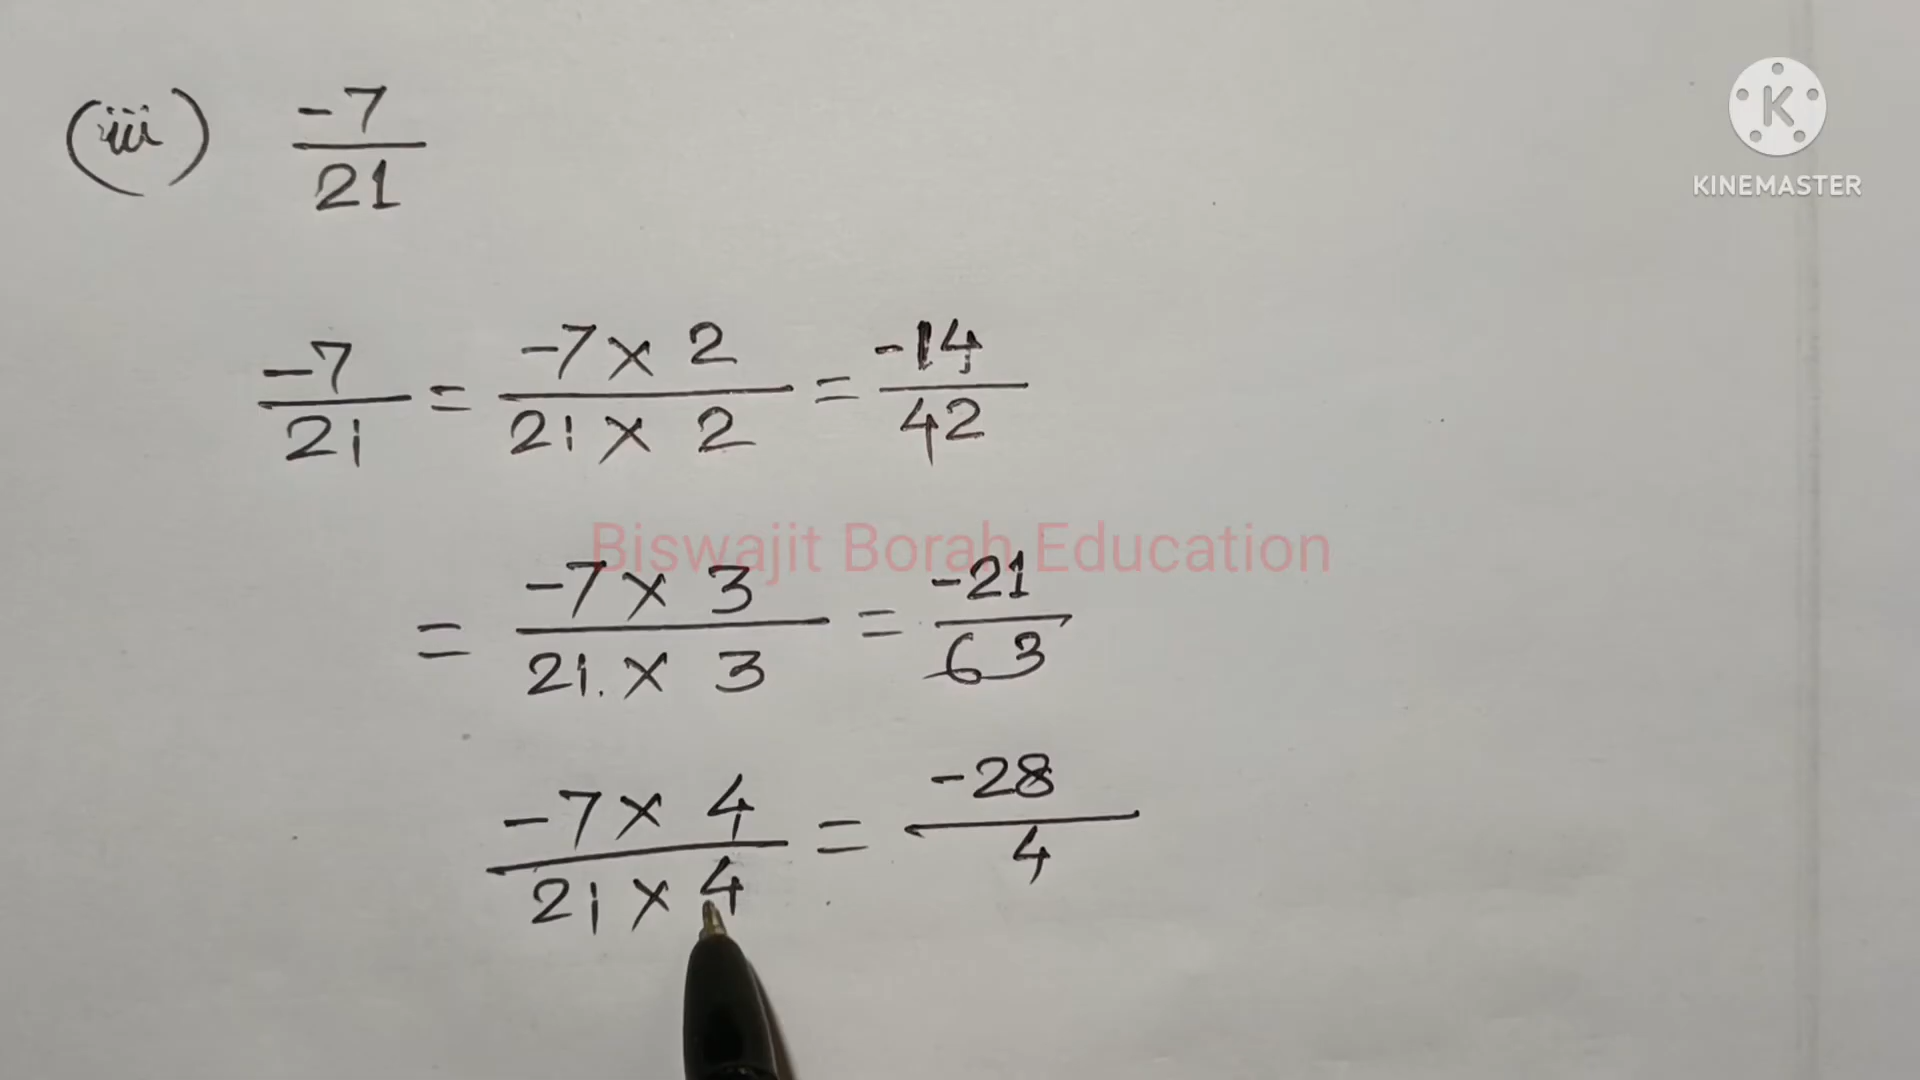 (iii) -7/21
KINEMASTER
-7/21 = -7 × 2/21 × 2 = -14/42
Biswajit Borah Education
= -7 × 3/21 × 3 = -21/63
-7 × 4/21 × 4 = -28/4